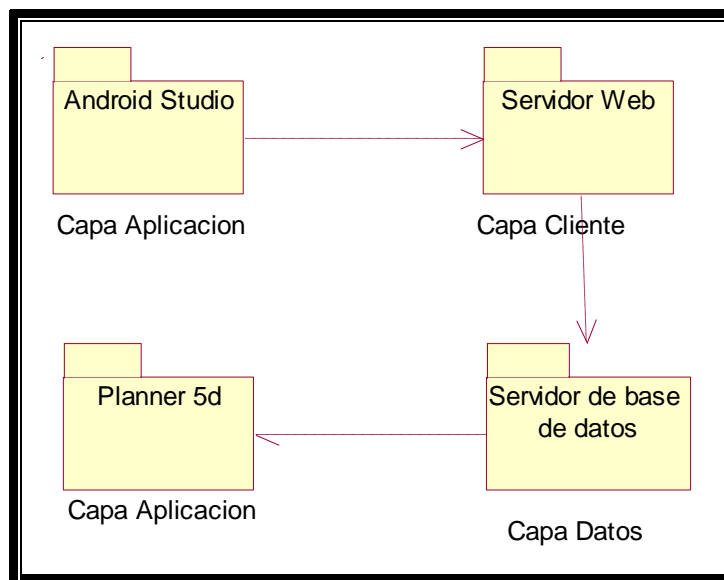 Android Studio
Servidor Web
Capa Aplicacion
Capa Cliente
Planner 5d
Servidor de base
de datos
Capa Aplicacion
Capa Datos